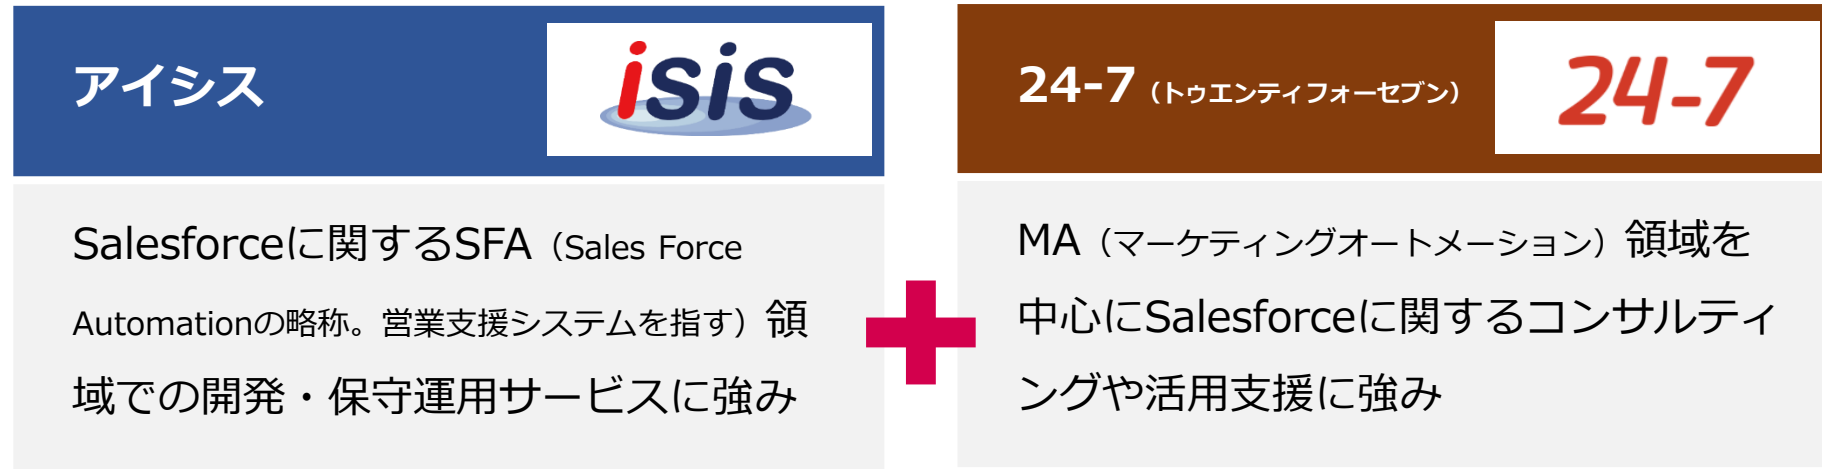 アイシス
isis
Salesforceに関するSFA（Sales Force
Automationの略称。営業支援システムを指す）領
域での開発・保守運用サービスに強み
24-7（トゥエンティフォーセブン）
24-7
MA（マーケティングオートメーション）領域を
中心にSalesforceに関するコンサルティ
ングや活用支援に強み